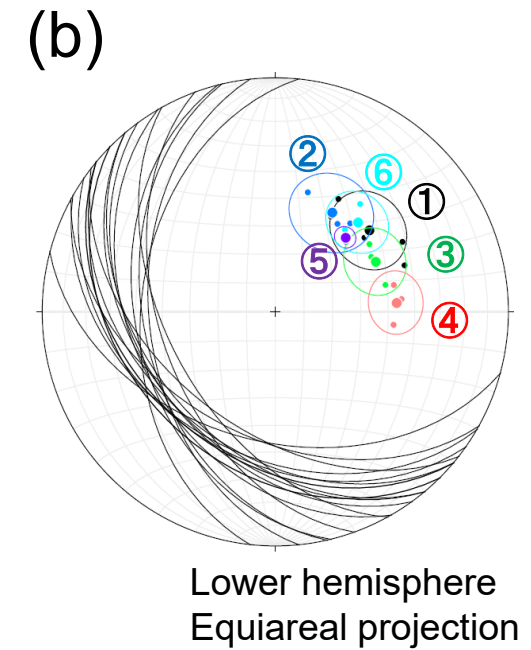 (b)
②
⑥
①
③
⑤
④
Lower hemisphere
Equiareal projection